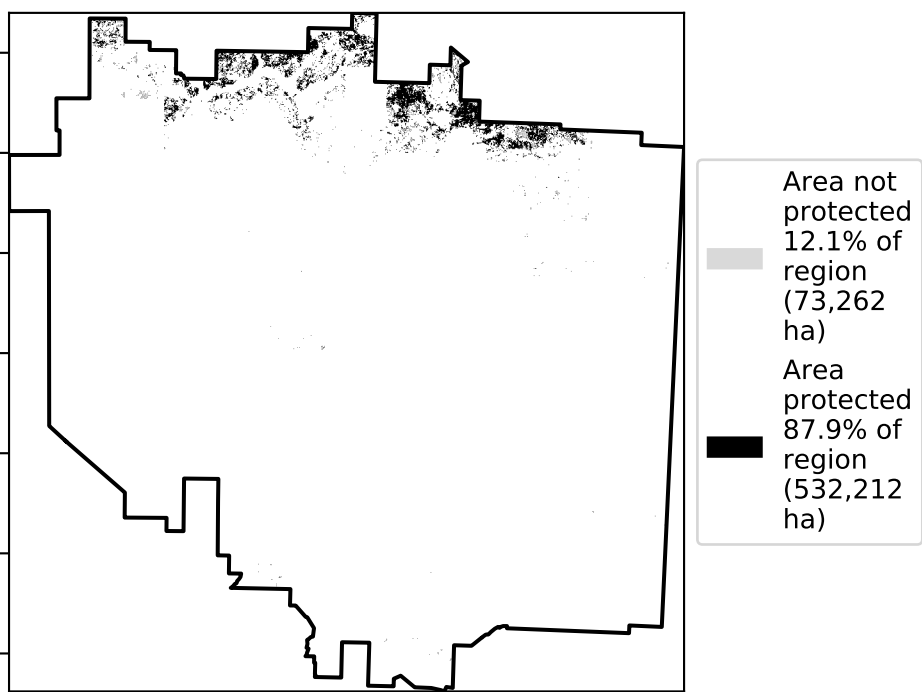 Area not
protected
12.1% of
region
(73,262
ha)
Area
protected
87.9% of
region
(532,212
ha)